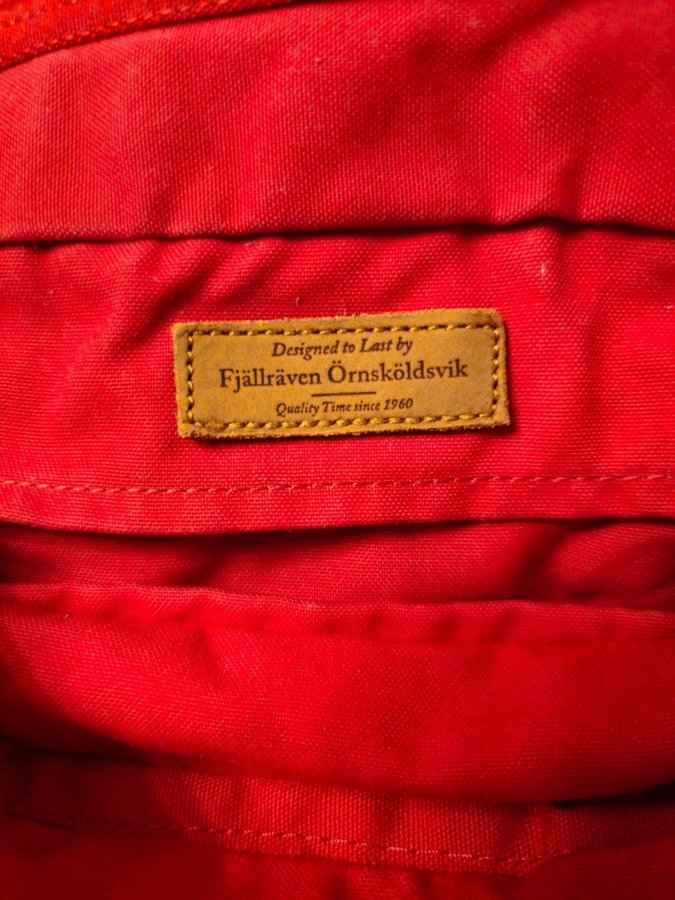 Designed to Last by
Fjällräven Örnsköldsvik
Quality Time since 1960